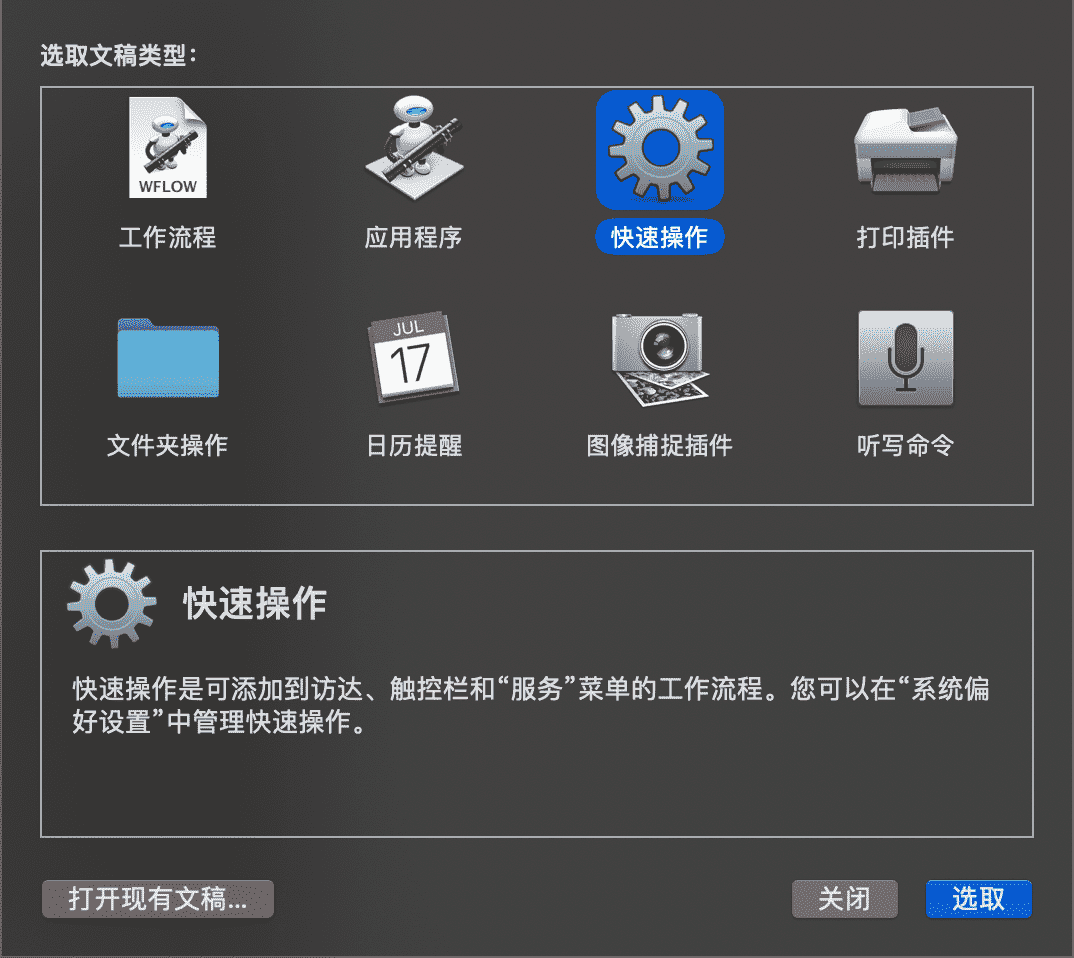 选取文稿类型：
WFLOW
工作流程
应用程序
快速操作
打印插件
JUL
17
文件夹操作
日历提醒
图像捕捉插件
听写命令
快速操作
快速操作是可添加到访达、触控栏和“服务”菜单的工作流程。您可以在“系统偏
好设置”中管理快速操作。
打开现有文稿...
关闭
选取